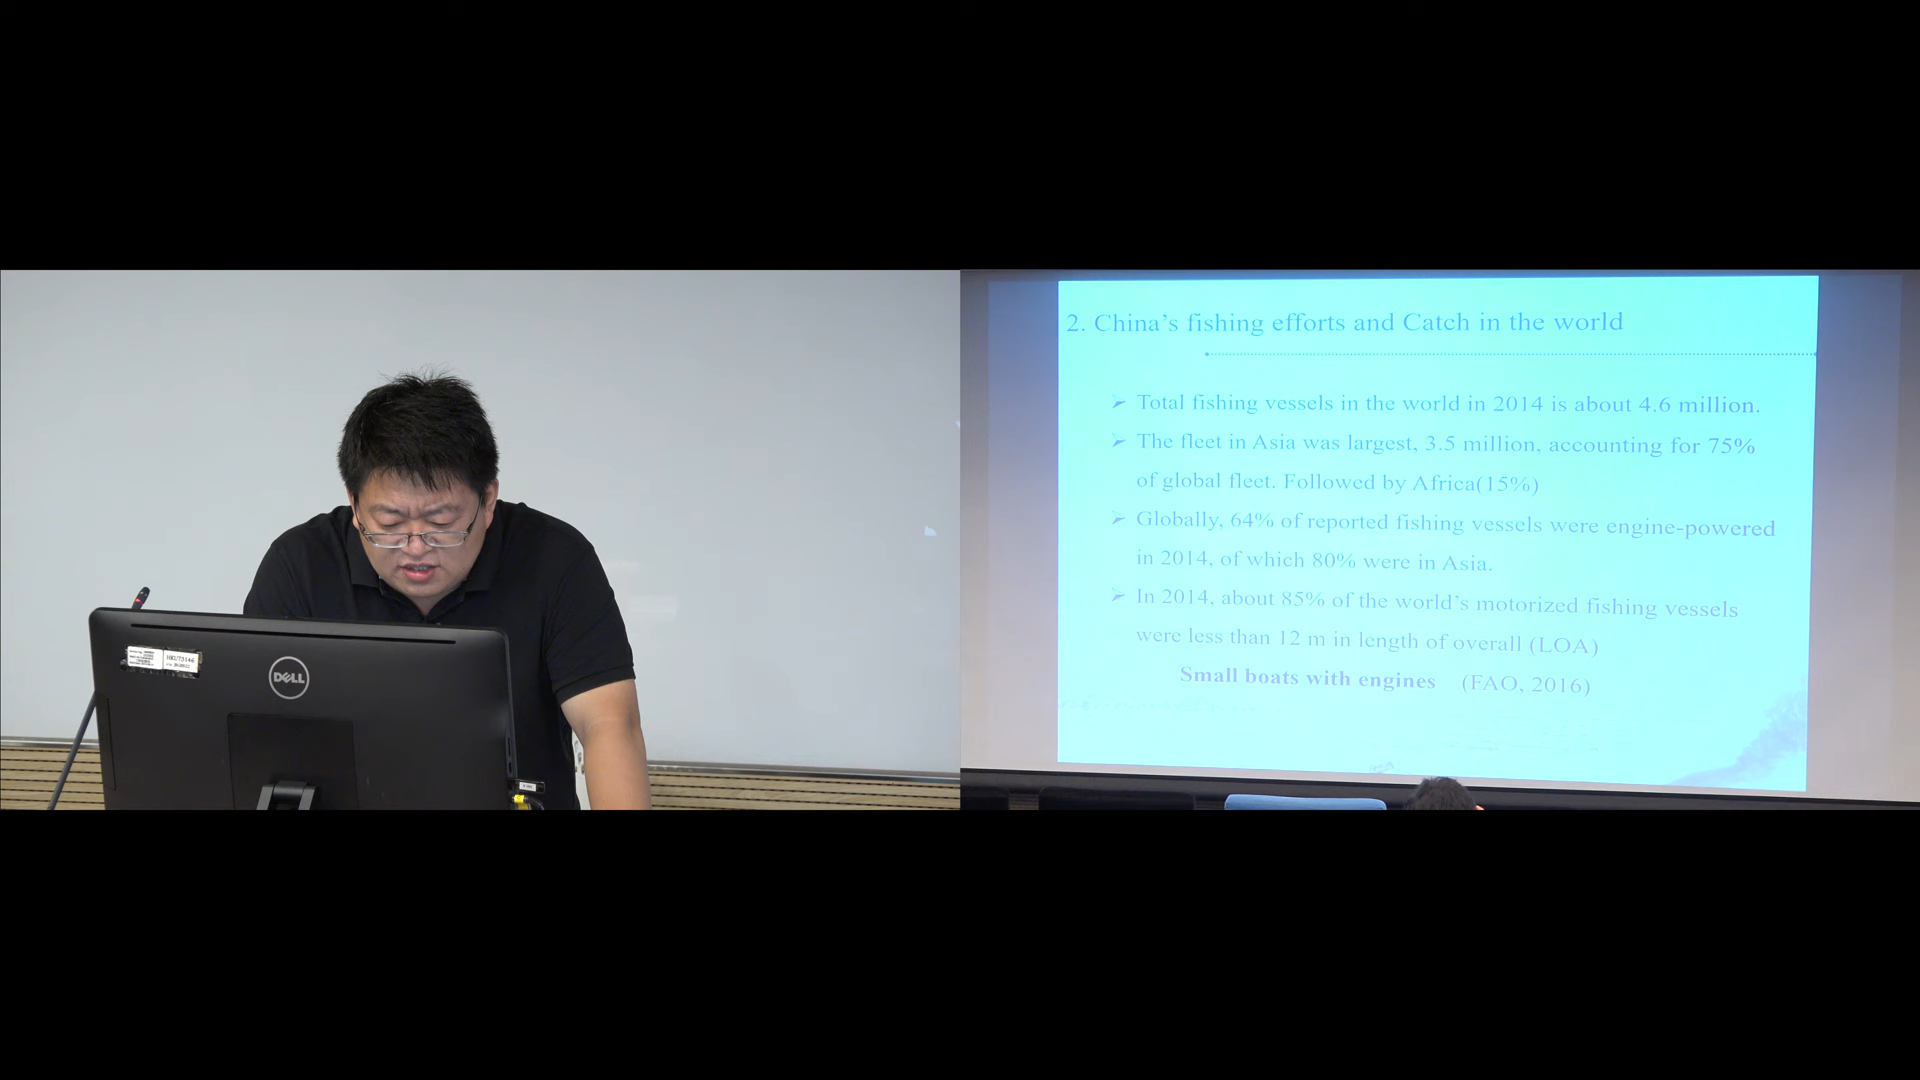 2. China’s fishing efforts and Catch in the world
Total fishing vessels in the world in 2014 is about 4.6 million.
The fleet in Asia was largest, 3.5 million, accounting for 75%
of global fleet. Followed by Africa(15%)
Globally, 64% of reported fishing vessels were engine-powered
in 2014, of which 80% were in Asia.
In 2014, about 85% of the world’s motorized fishing vessels
were less than 12 m in length of overall (LOA)
Small boats with engines (FAO, 2016)
DELL